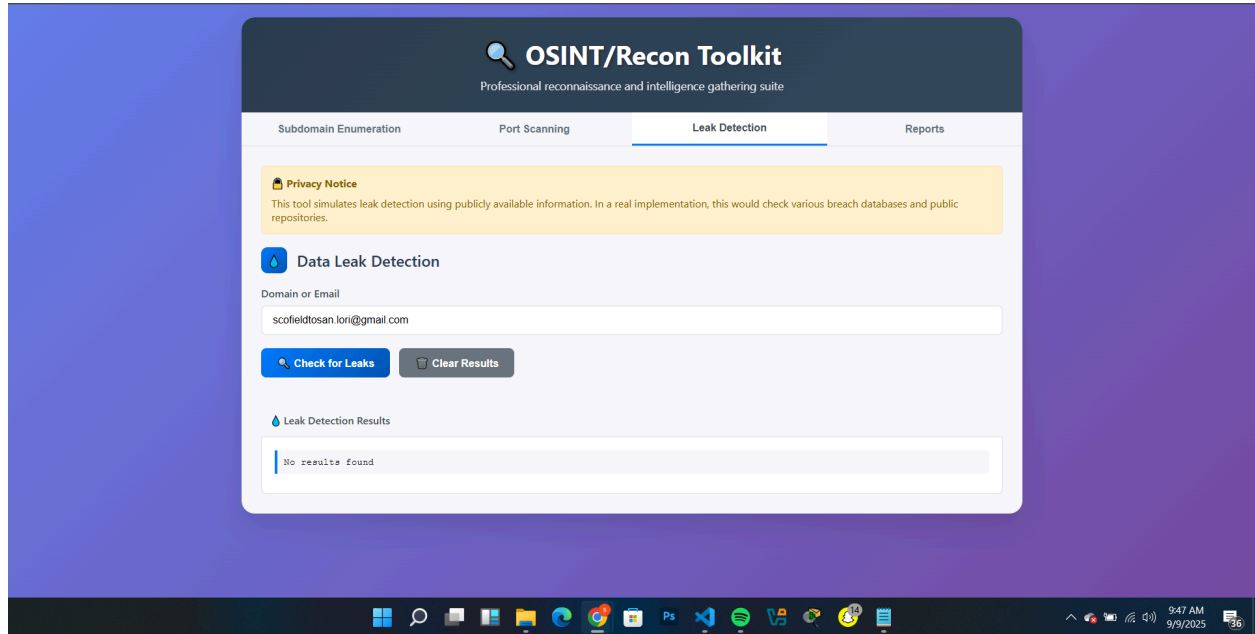 OSINT/Recon Toolkit
Professional reconnaissance and intelligence gathering suite
Subdomain Enumeration
Port Scanning
Leak Detection
Reports
Privacy Notice
This tool simulates leak detection using publicly available information. In a real implementation, this would check various breach databases and public
repositories.
Data Leak Detection
Domain or Email
scofieldtosan.lori@gmail.com
Check for Leaks
Clear Results
Leak Detection Results
No results found
Ps
14
9:47 AM
9/9/2025
36